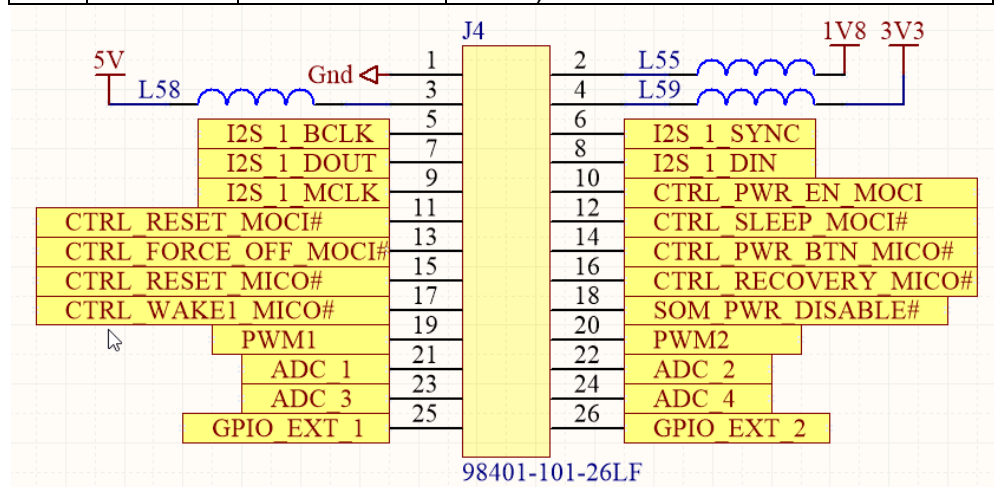 J4
1V8 3V3
5V
Gnd 1 2 L55
L58 3 4 L59
I2S_1_BCLK 5 6 I2S_1_SYNC
I2S_1_DOUT 7 8 I2S_1_DIN
I2S_1_MCLK 9 10 CTRL_PWR_EN_MOCI
CTRL_RESET_MOCI# 11 12 CTRL_SLEEP_MOCI#
CTRL_FORCE_OFF_MOCI# 13 14 CTRL_PWR_BTN_MICO#
CTRL_RESET_MICO# 15 16 CTRL_RECOVERY_MICO#
CTRL_WAKE1_MICO# 17 18 SOM_PWR_DISABLE#
PWM1 19 20 PWM2
ADC_1 21 22 ADC_2
ADC_3 23 24 ADC_4
GPIO_EXT_1 25 26 GPIO_EXT_2
98401-101-26LF